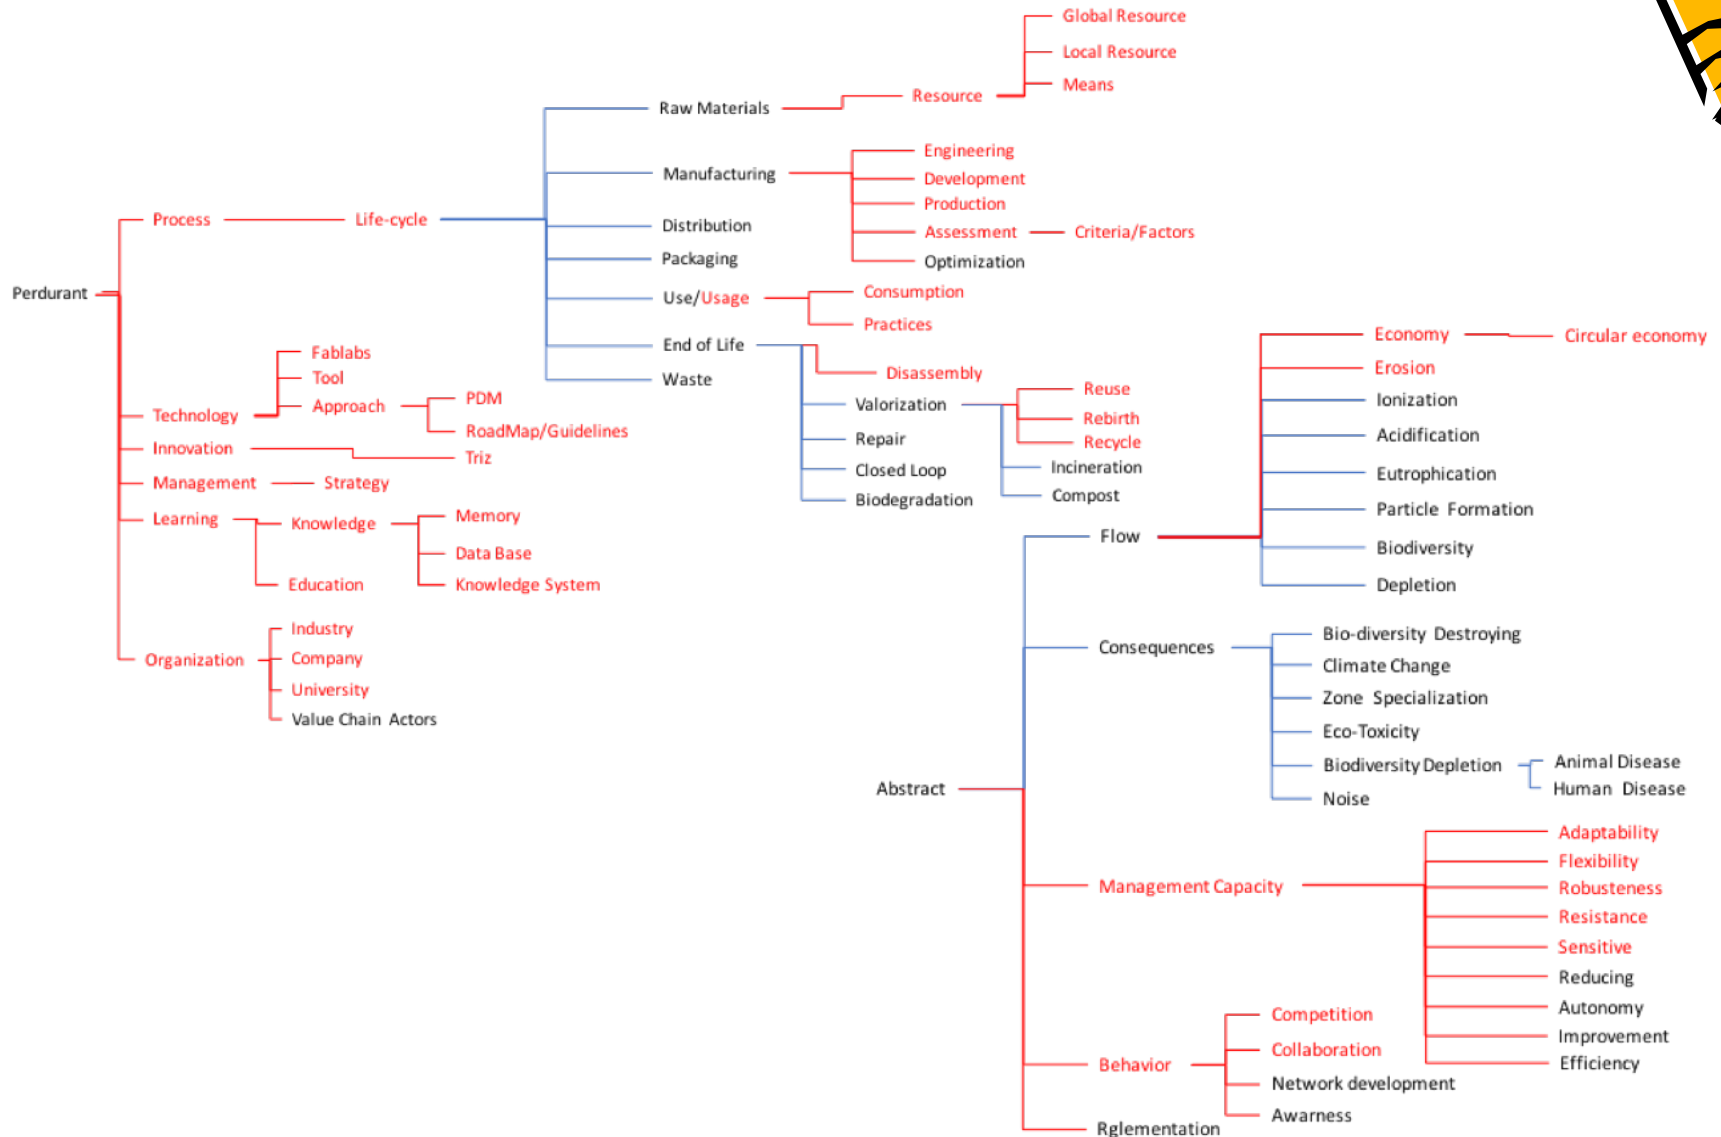 Perdurant
Process
Life-cycle
Raw Materials
Resource
Global Resource
Local Resource
Means
Manufacturing
Engineering
Development
Production
Assessment
Criteria/Factors
Optimization
Distribution
Packaging
Use/Usage
Consumption
Practices
End of Life
Disassembly
Valorization
Reuse
Rebirth
Recycle
Incineration
Compost
Repair
Closed Loop
Biodegradation
Waste
Technology
Fablabs
Tool
Approach
PDM
RoadMap/Guidelines
Innovation
Triz
Management
Strategy
Learning
Knowledge
Memory
Data Base
Knowledge System
Education
Organization
Industry
Company
University
Value Chain Actors
Abstract
Flow
Economy
Circular economy
Erosion
Ionization
Acidification
Eutrophication
Particle Formation
Biodiversity
Depletion
Consequences
Bio-diversity Destroying
Climate Change
Zone Specialization
Eco-Toxicity
Biodiversity Depletion
Animal Disease
Human Disease
Noise
Management Capacity
Adaptability
Flexibility
Robusteness
Resistance
Sensitive
Reducing
Autonomy
Improvement
Efficiency
Behavior
Competition
Collaboration
Network development
Awarness
Rglementation